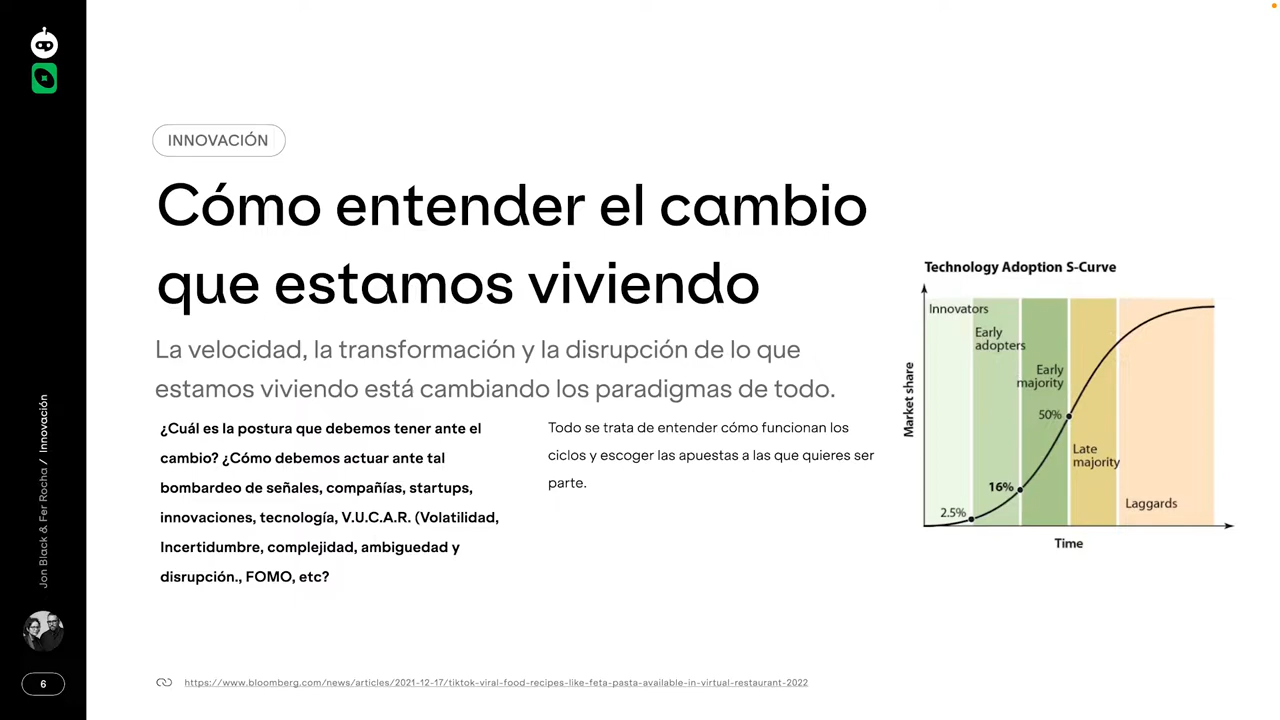 INNOVACIÓN
Cómo entender el cambio
que estamos viviendo
La velocidad, la transformación y la disrupción de lo que
estamos viviendo está cambiando los paradigmas de todo.
¿Cuál es la postura que debemos tener ante el
cambio? ¿Cómo debemos actuar ante tal
bombardeo de señales, compañías, startups,
innovaciones, tecnología, V.U.C.A.R. (Volatilidad,
Incertidumbre, complejidad, ambiguedad y
disrupción., FOMO, etc?
Todo se trata de entender cómo funcionan los
ciclos y escoger las apuestas a las que quieres ser
parte.
Technology Adoption S-Curve
Innovators
Early
adopters
Early
majority
50%
Late
majority
16%
Laggards
2.5%
Market share
Time
Jon Black & Fer Rocha / Innovación
6
https://www.bloomberg.com/news/articles/2021-12-17/tiktok-viral-food-recipes-like-feta-pasta-available-in-virtual-restaurant-2022